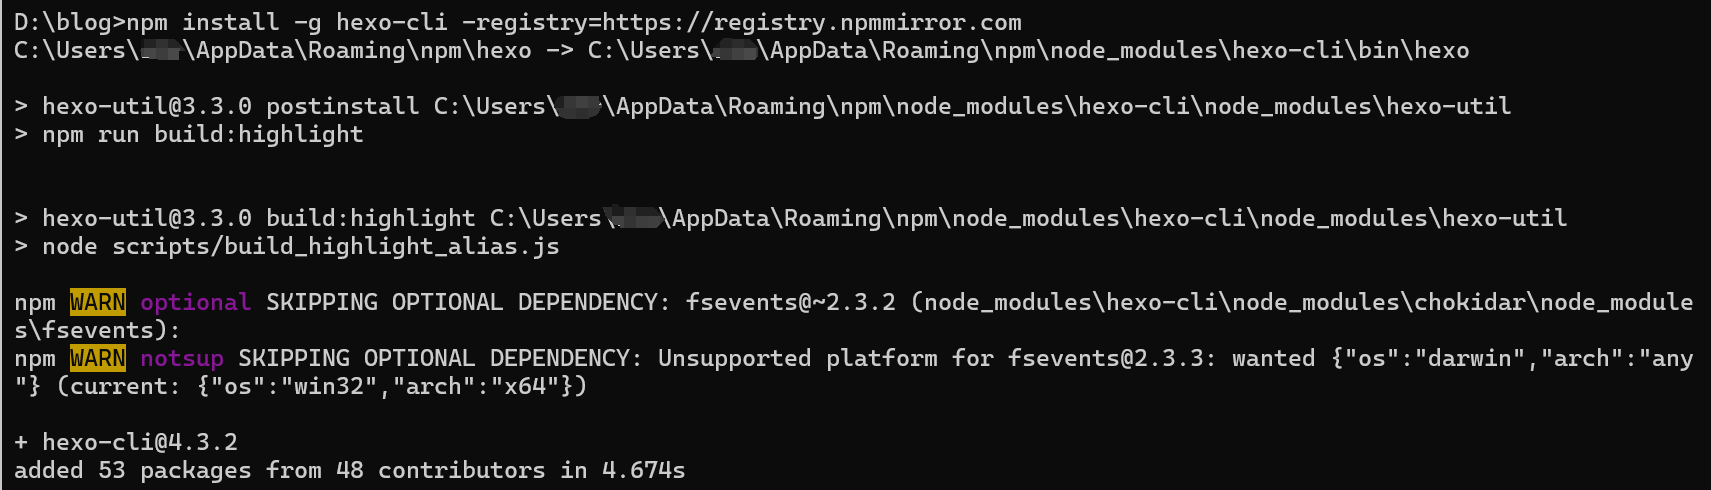 D:\blog>npm install -g hexo-cli -registry=https://registry.npmmirror.com
C:\Users\ \AppData\Roaming\npm\hexo -> C:\Users\ \AppData\Roaming\npm\node_modules\hexo-cli\bin\hexo
> hexo-util@3.3.0 postinstall C:\Users\ \AppData\Roaming\npm\node_modules\hexo-cli\node_modules\hexo-util
> npm run build:highlight
> hexo-util@3.3.0 build:highlight C:\Users\ \AppData\Roaming\npm\node_modules\hexo-cli\node_modules\hexo-util
> node scripts/build_highlight_alias.js
npm WARN optional SKIPPING OPTIONAL DEPENDENCY: fsevents@~2.3.2 (node_modules\hexo-cli\node_modules\chokidar\node_module
s\fsevents):
npm WARN notsup SKIPPING OPTIONAL DEPENDENCY: Unsupported platform for fsevents@2.3.3: wanted {"os":"darwin","arch":"any
"} (current: {"os":"win32","arch":"x64"})
+ hexo-cli@4.3.2
added 53 packages from 48 contributors in 4.674s